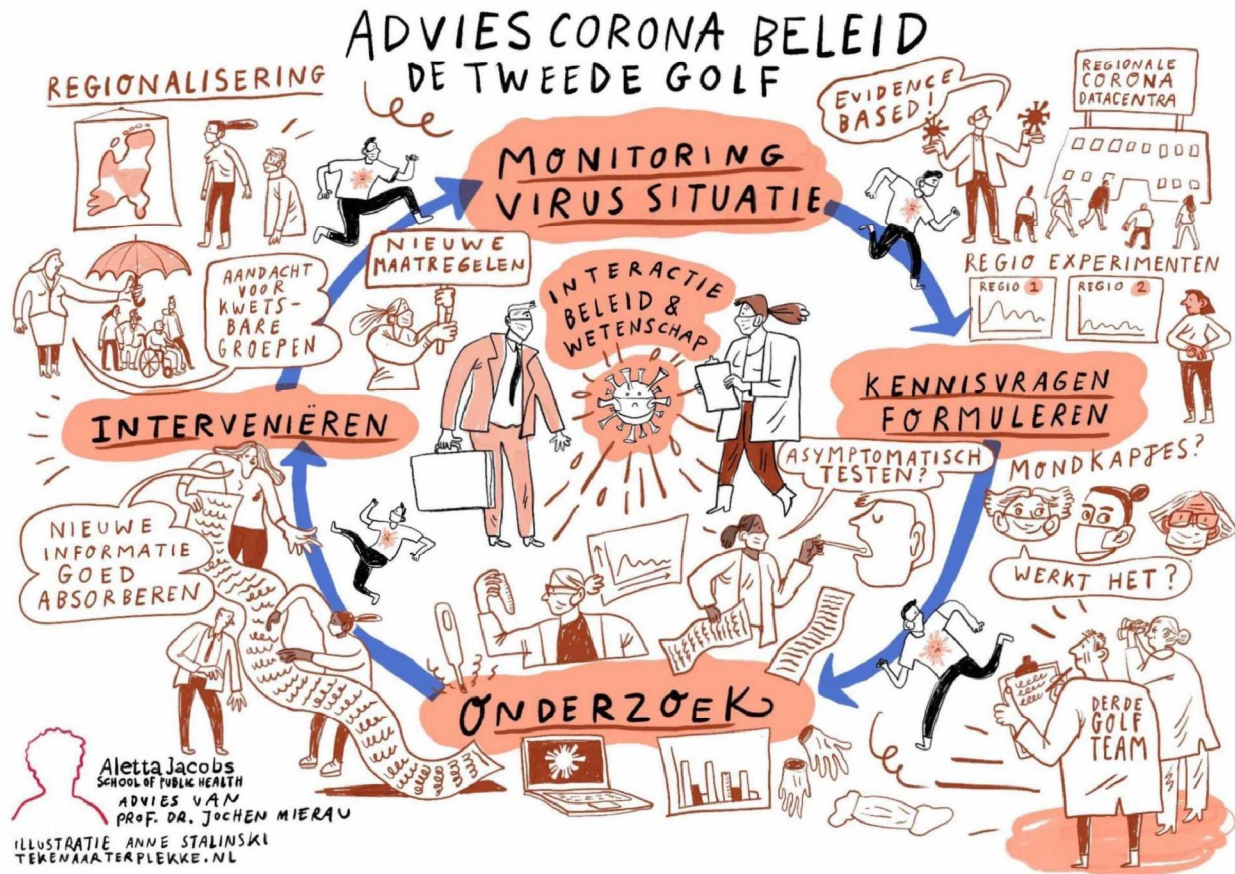 ADVIES CORONA BELEID
DE TWEEDE GOLF
REGIONALISERING
MONITORING
VIRUS SITUATIE
EVIDENCE
BASED!
REGIONALE
CORONA
DATACENTRA
AANDACHT
VOOR
KWETS-
BARE
GROEPEN
NIEUWE
MAATREGELEN
INTERACTIE
BELEID &
WETENSCHAP
REGIO EXPERIMENTEN
REGIO 1
REGIO 2
KENNISVRAGEN
FORMULEREN
INTERVENIËREN
ASYMPTOMATISCH
TESTEN?
MONDKAPJES?
WERKT HET?
NIEUWE
INFORMATIE
GOED
ABSORBEREN
ONDERZOEK
DERDE
GOLF
TEAM
Aletta Jacobs
SCHOOL OF PUBLIC HEALTH
ADVIES VAN
PROF. DR. JOCHEN MIERAU
ILLUSTRATIE ANNE STALINSKI
TEKENAARTERPLEKKE.NL